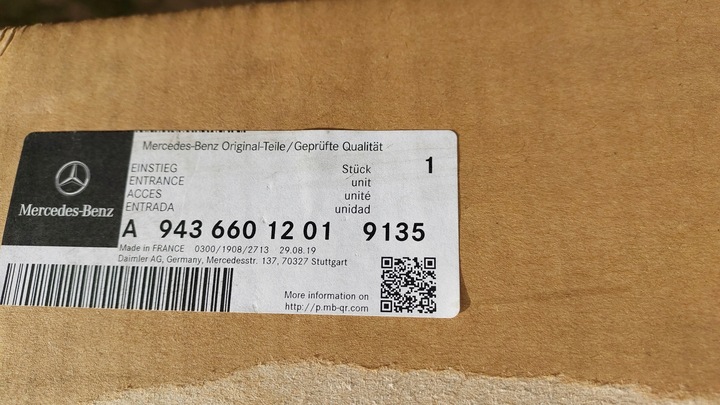 Mercedes-Benz Original-Teile/Geprüfte Qualität
EINSTIEG Stück 1
ENTRANCE unit
ACCES unité
ENTRADA unidad
Mercedes-Benz
A 943 660 12 01 9135
Made in FRANCE 0300/1908/2713 29.08.19
Daimler AG, Germany, Mercedesstr. 137, 70327 Stuttgart
More information on
http://p.mb-qr.com/